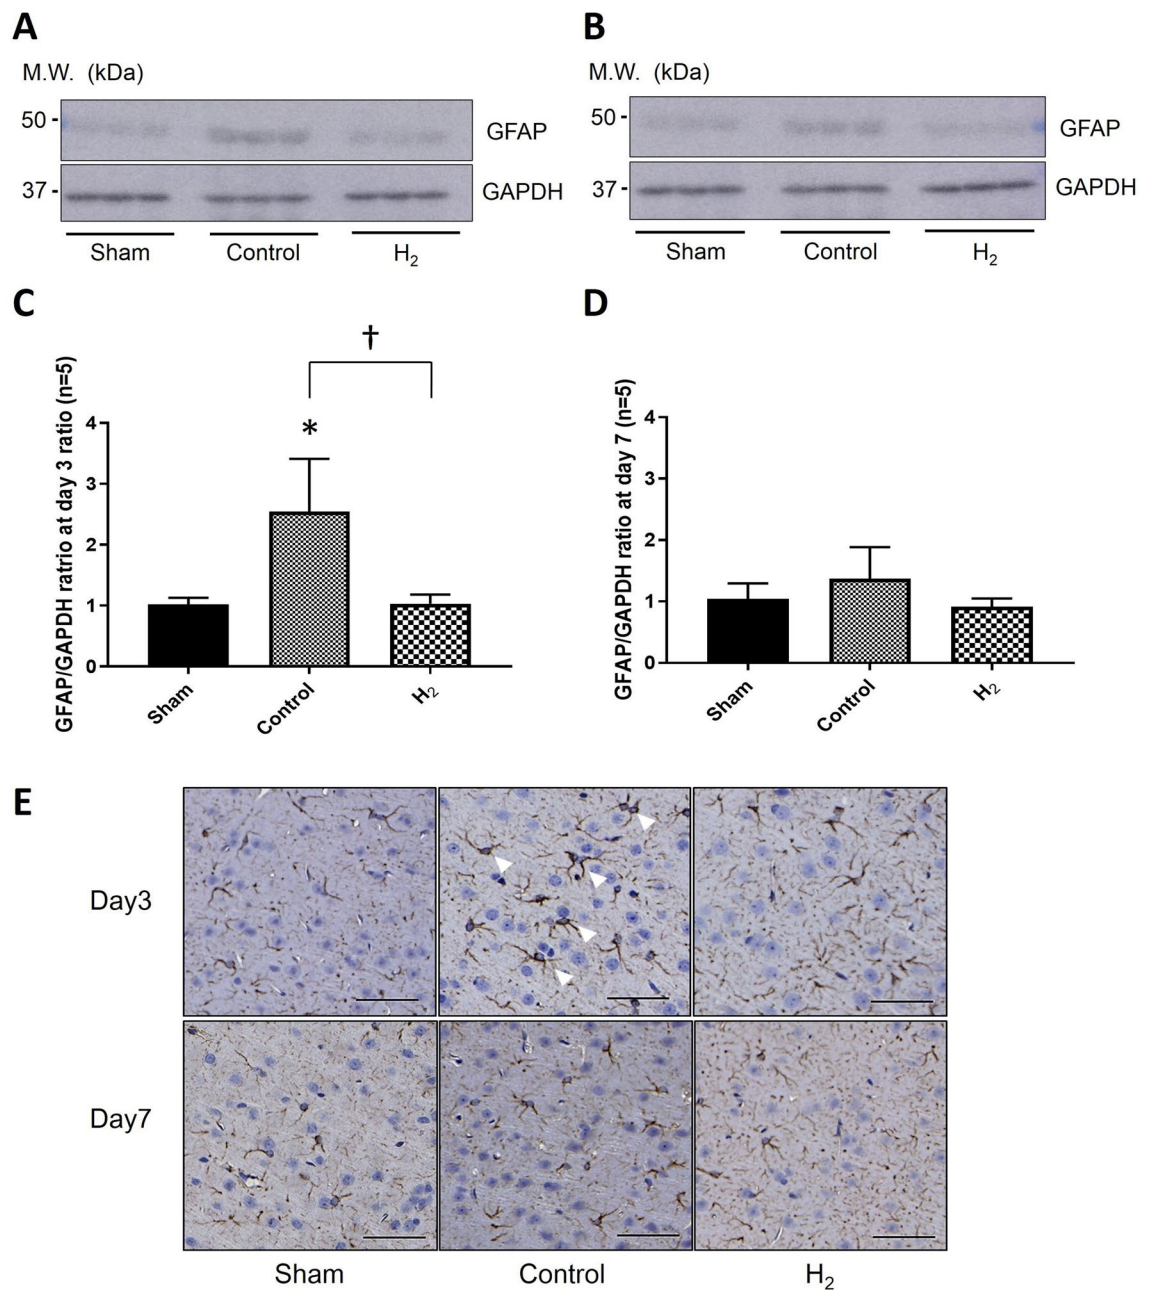 A
M.W. (kDa)
50
GFAP
37
GAPDH
Sham Control H₂
B
M.W. (kDa)
50
GFAP
37
GAPDH
Sham Control H₂
C
†
*
GFAP/GAPDH ratrio at day 3 ratio (n=5)
4
3
2
1
0
Sham Control H₂
D
GFAP/GAPDH ratio at day 7 (n=5)
4
3
2
1
0
Sham Control H₂
E
Day3
Day7
Sham Control H₂